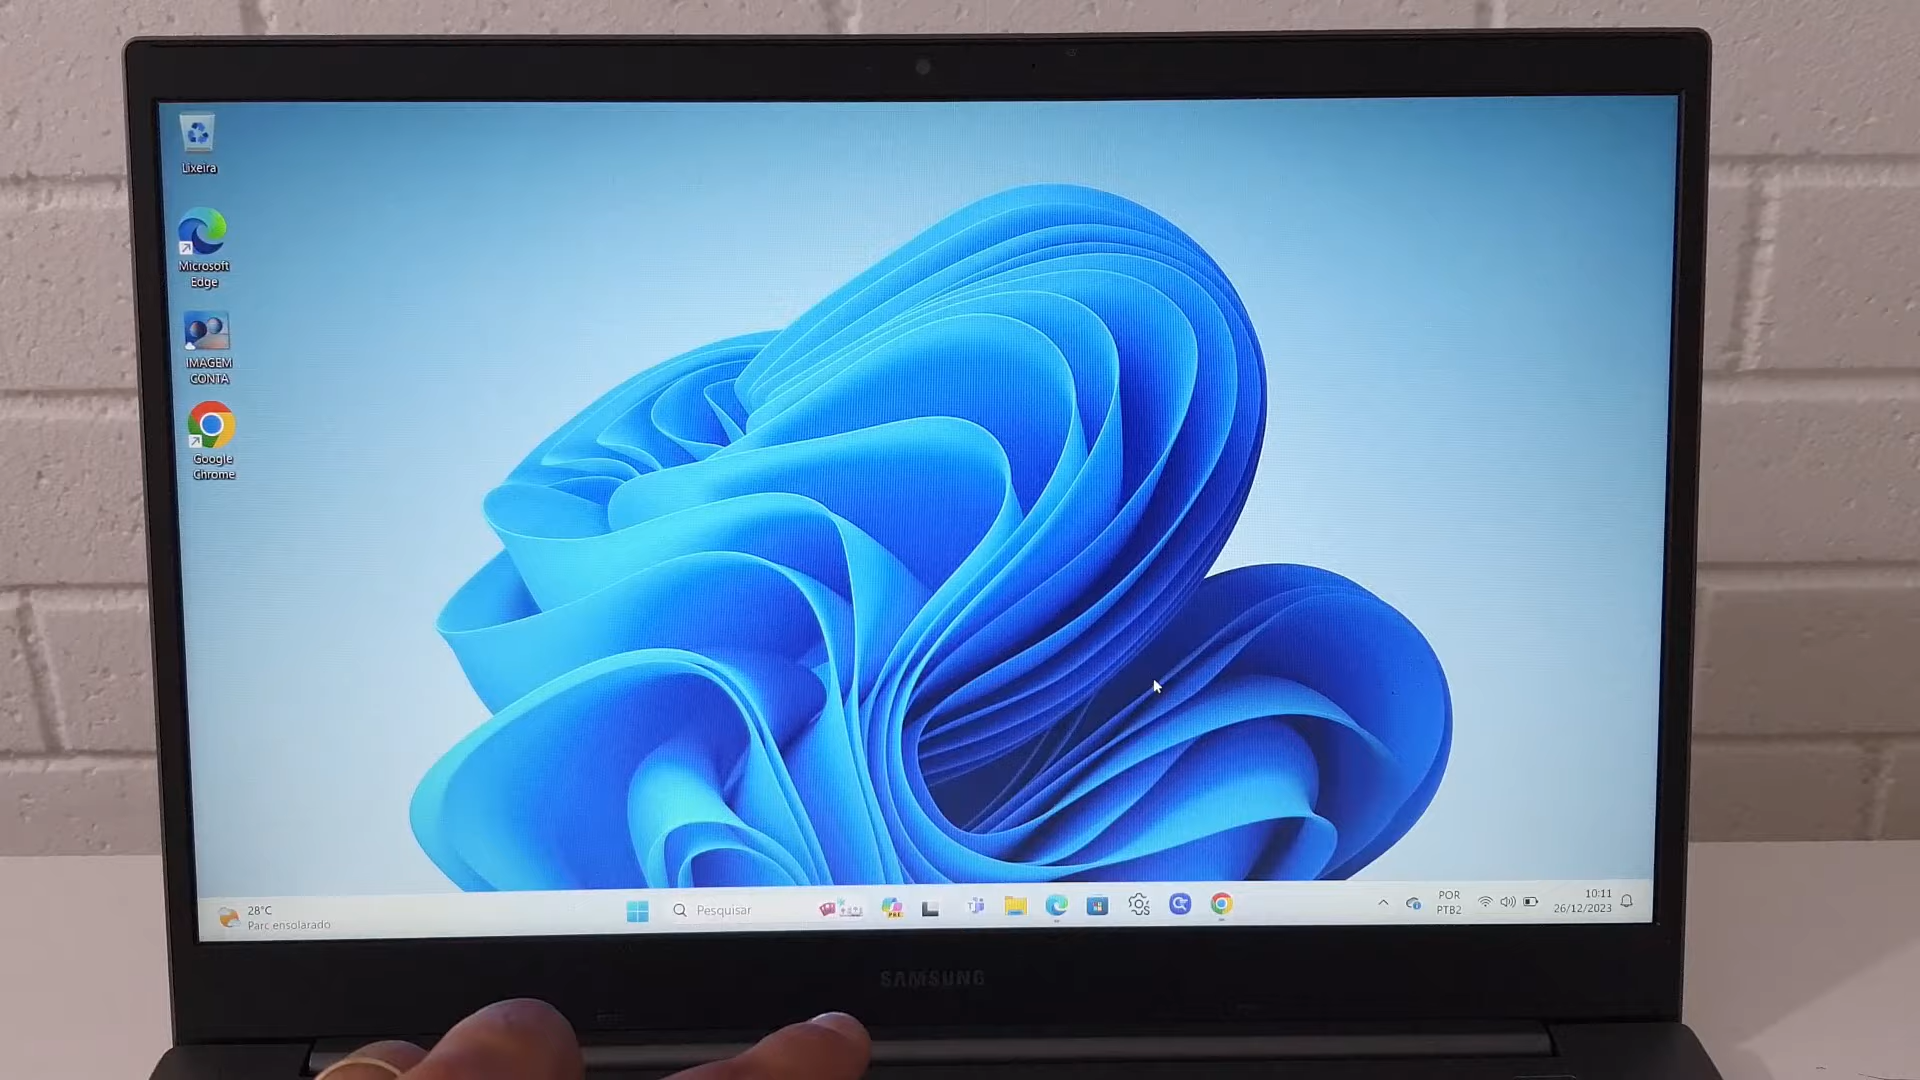 Lixeira
Microsoft
Edge
IMAGEM
CONTA
Google
Chrome
28°C
Parc ensolarado
Pesquisar
PRE
POR
PTB2
10:11
26/12/2023
SAMSUNG